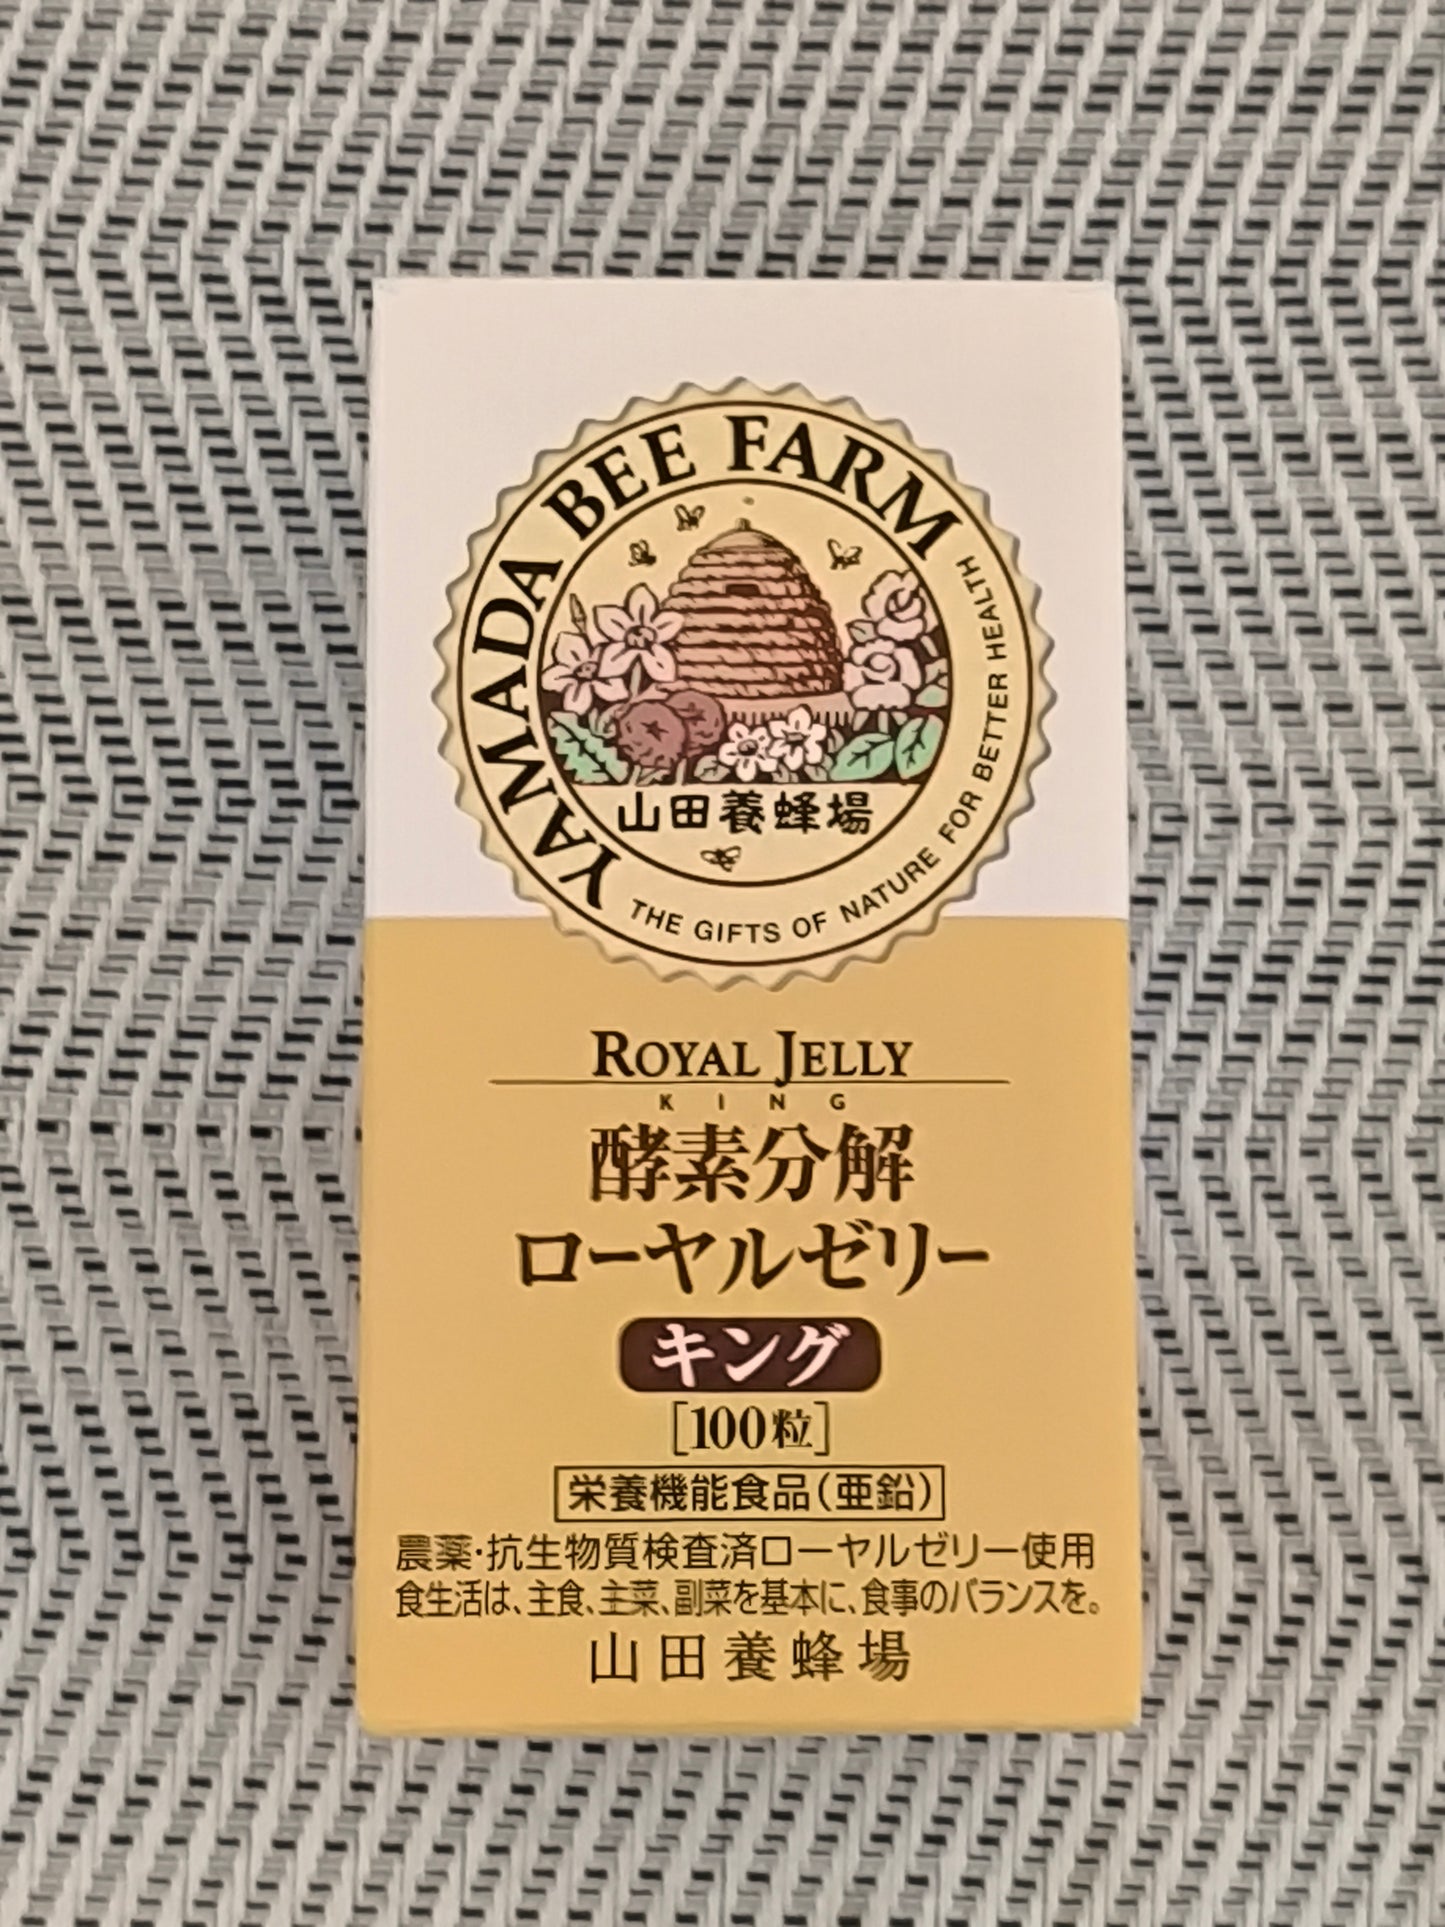 YAMADA BEE FARM
THE GIFTS OF NATURE FOR BETTER HEALTH
山田養蜂場
ROYAL JELLY
KING
酵素分解
ローヤルゼリー
キング
[100粒]
栄養機能食品(亜鉛)
農薬・抗生物質検査済ローヤルゼリー使用
食生活は、主食、主菜、副菜を基本に、食事のバランスを。
山田養蜂場